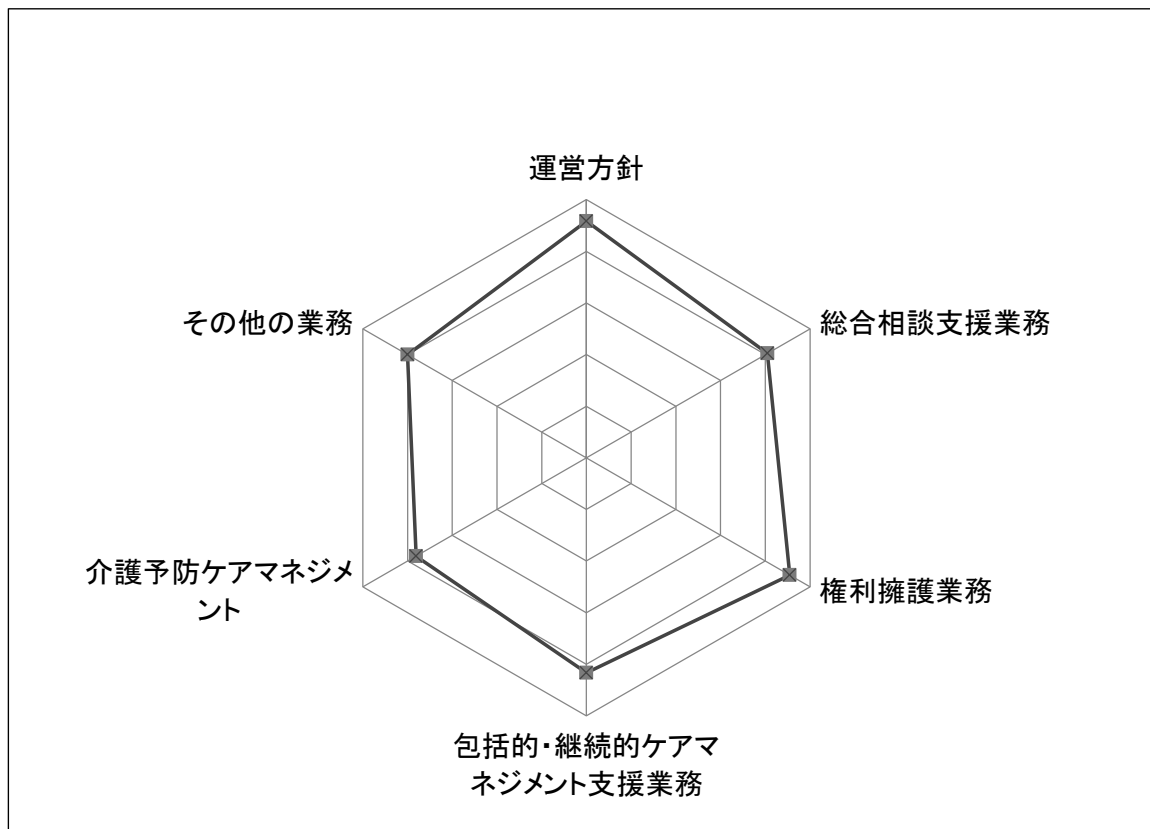 運営方針
総合相談支援業務
権利擁護業務
包括的・継続的ケアマ
ネジメント支援業務
介護予防ケアマネジメ
ント
その他の業務